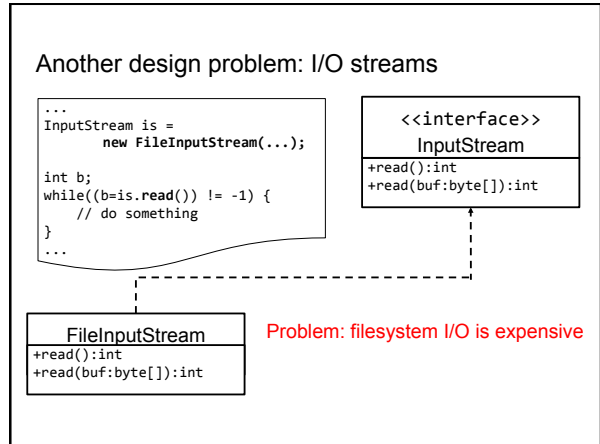 Another design problem: I/O streams
...
InputStream is =
new FileInputStream(...);
int b;
while((b=is.read()) != -1) {
// do something
}
...
<<interface>>
InputStream
+read():int
+read(buf:byte[]):int
FileInputStream
+read():int
+read(buf:byte[]):int
Problem: filesystem I/O is expensive